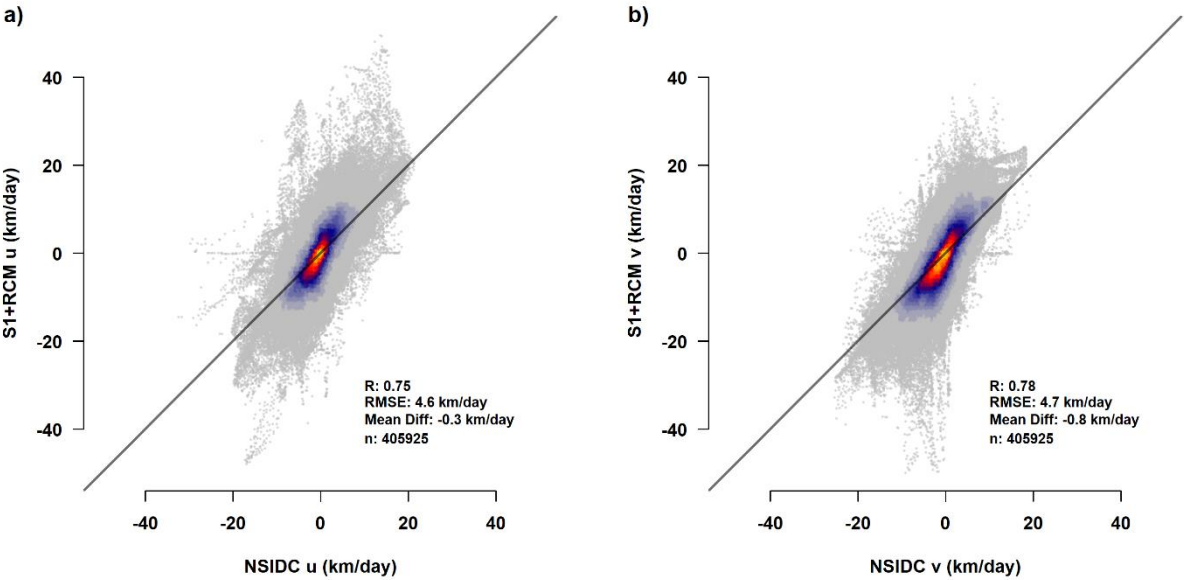 a)
40
20
0
-20
-40
S1+RCM u (km/day)
R: 0.75
RMSE: 4.6 km/day
Mean Diff: -0.3 km/day
n: 405925
-40 -20 0 20 40
NSIDC u (km/day)
b)
40
20
0
-20
-40
S1+RCM v (km/day)
R: 0.78
RMSE: 4.7 km/day
Mean Diff: -0.8 km/day
n: 405925
-40 -20 0 20 40
NSIDC v (km/day)